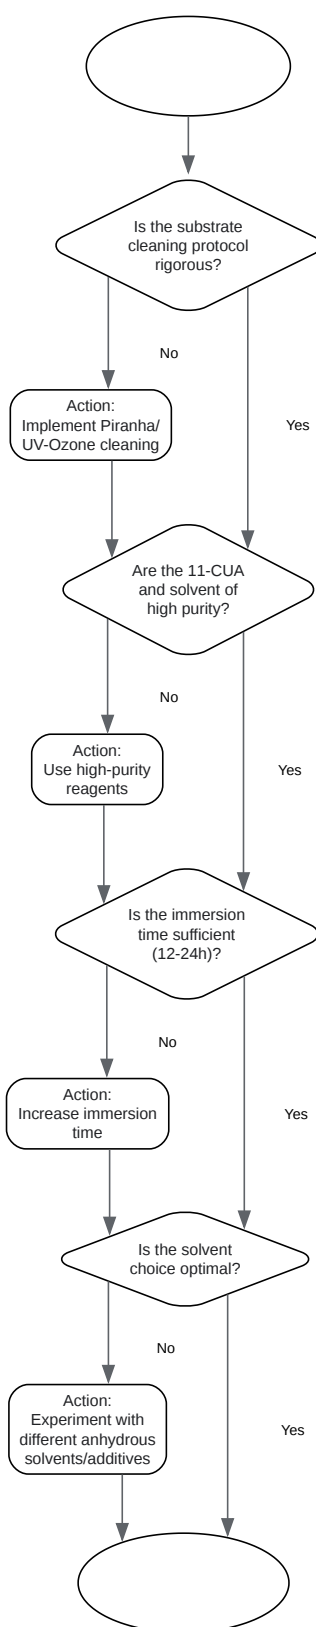 Is the substrate
cleaning protocol
rigorous?
No
Action:
Implement Piranha/
UV-Ozone cleaning
Yes
Are the 11-CUA
and solvent of
high purity?
No
Action:
Use high-purity
reagents
Yes
Is the immersion
time sufficient
(12-24h)?
No
Action:
Increase immersion
time
Yes
Is the solvent
choice optimal?
No
Action:
Experiment with
different anhydrous
solvents/additives
Yes